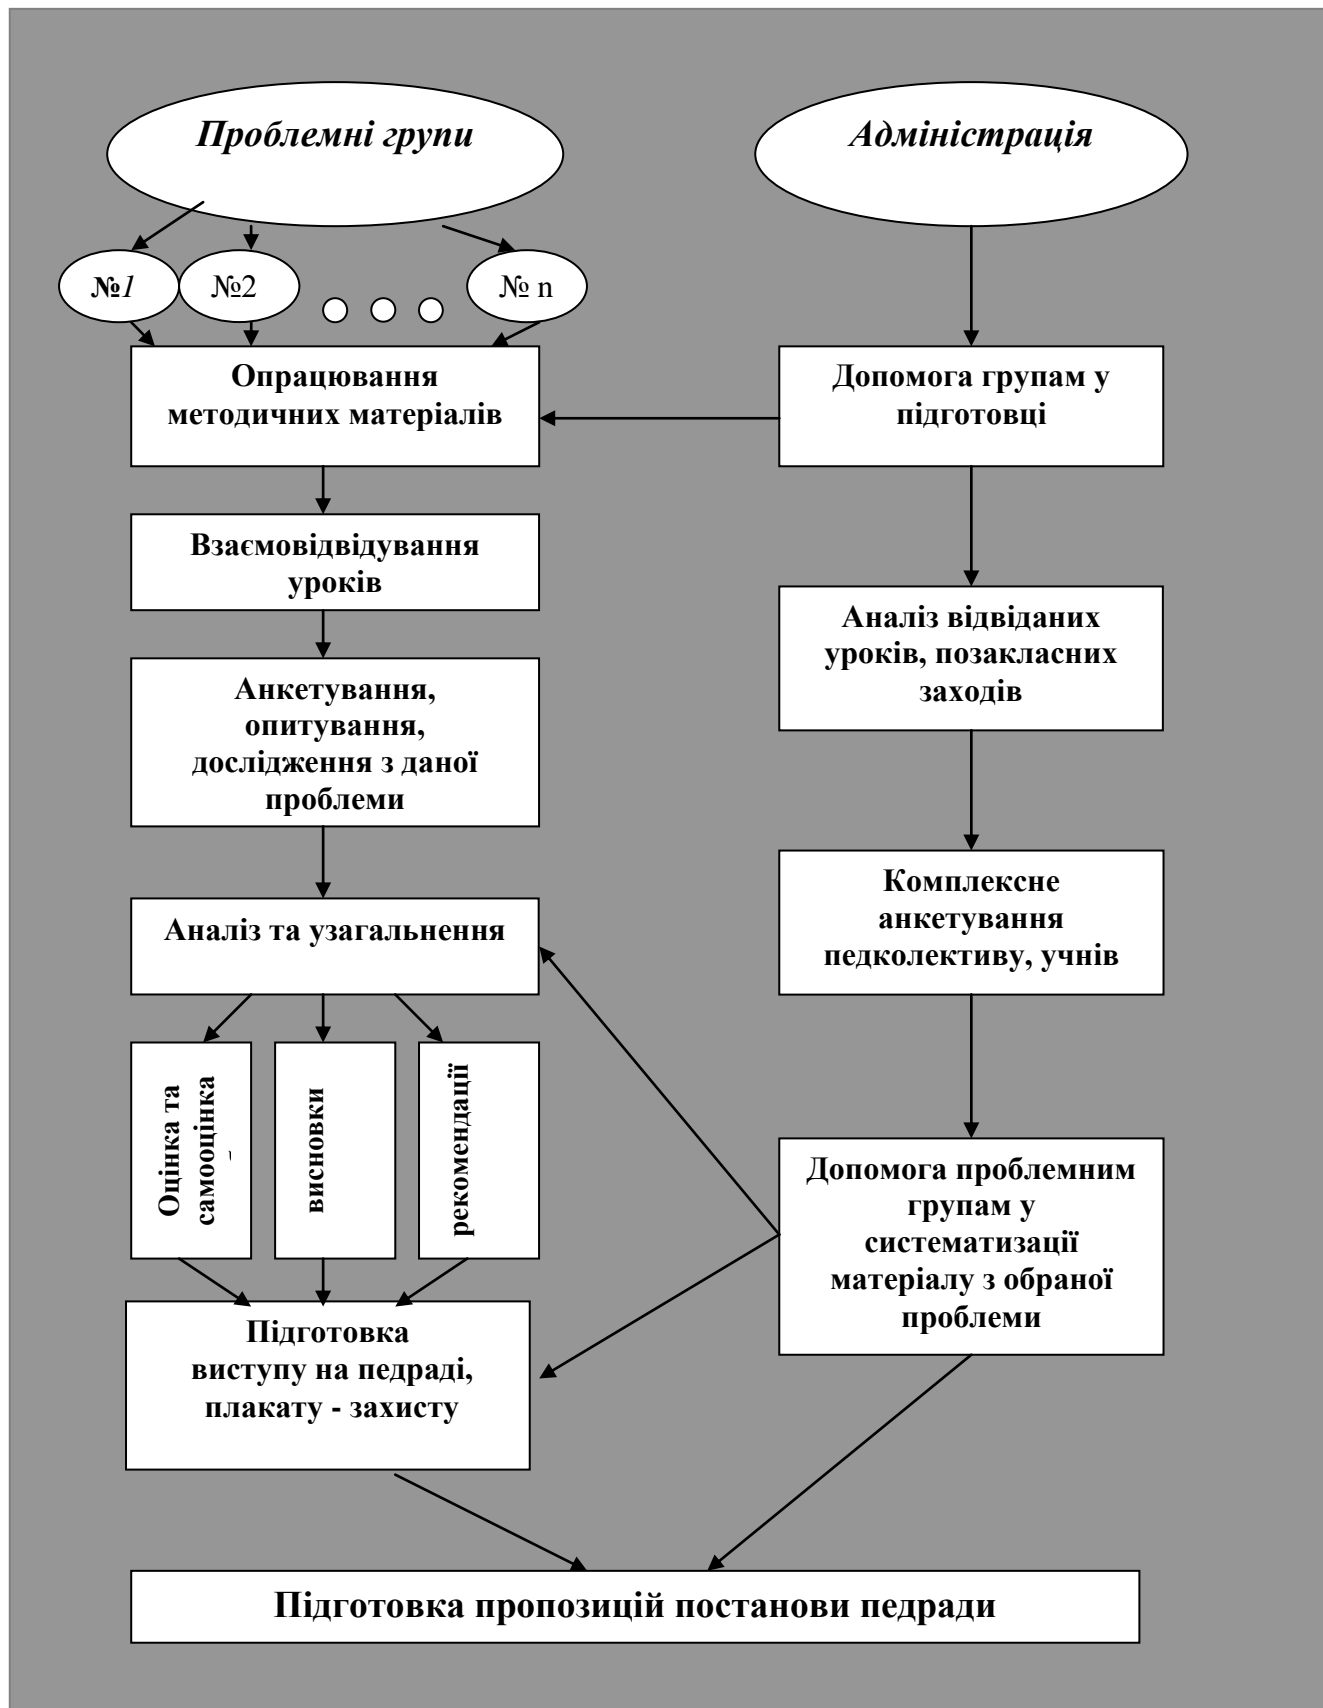 Проблемні групи
Адміністрація
№1
№2
№ n
Опрацювання
методичних матеріалів
Допомога групам у
підготовці
Взаємовідвідування
уроків
Аналіз відвіданих
уроків, позакласних
заходів
Анкетування,
опитування,
дослідження з даної
проблеми
Комплексне
анкетування
педколективу, учнів
Аналіз та узагальнення
Оцінка та
самооцінка
висновки
рекомендації
Допомога проблемним
групам у
систематизації
матеріалу з обраної
проблеми
Підготовка
виступу на педраді,
плакату - захисту
Підготовка пропозицій постанови педради